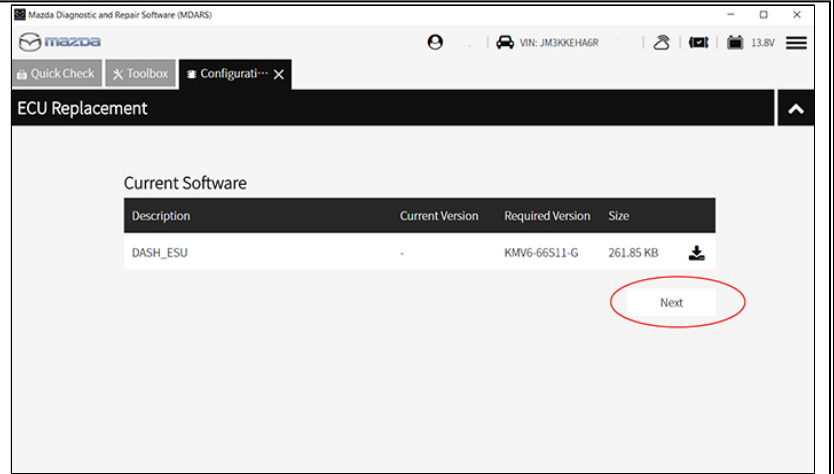 Mazda Diagnostic and Repair Software (MDARS)
mazda
VIN: JM3KKEHA6R
13.8V
Quick Check
Toolbox
Configurati···
ECU Replacement
Current Software
Description Current Version Required Version Size
DASH_ESU - KMV6-66S11-G 261.85 KB
Next